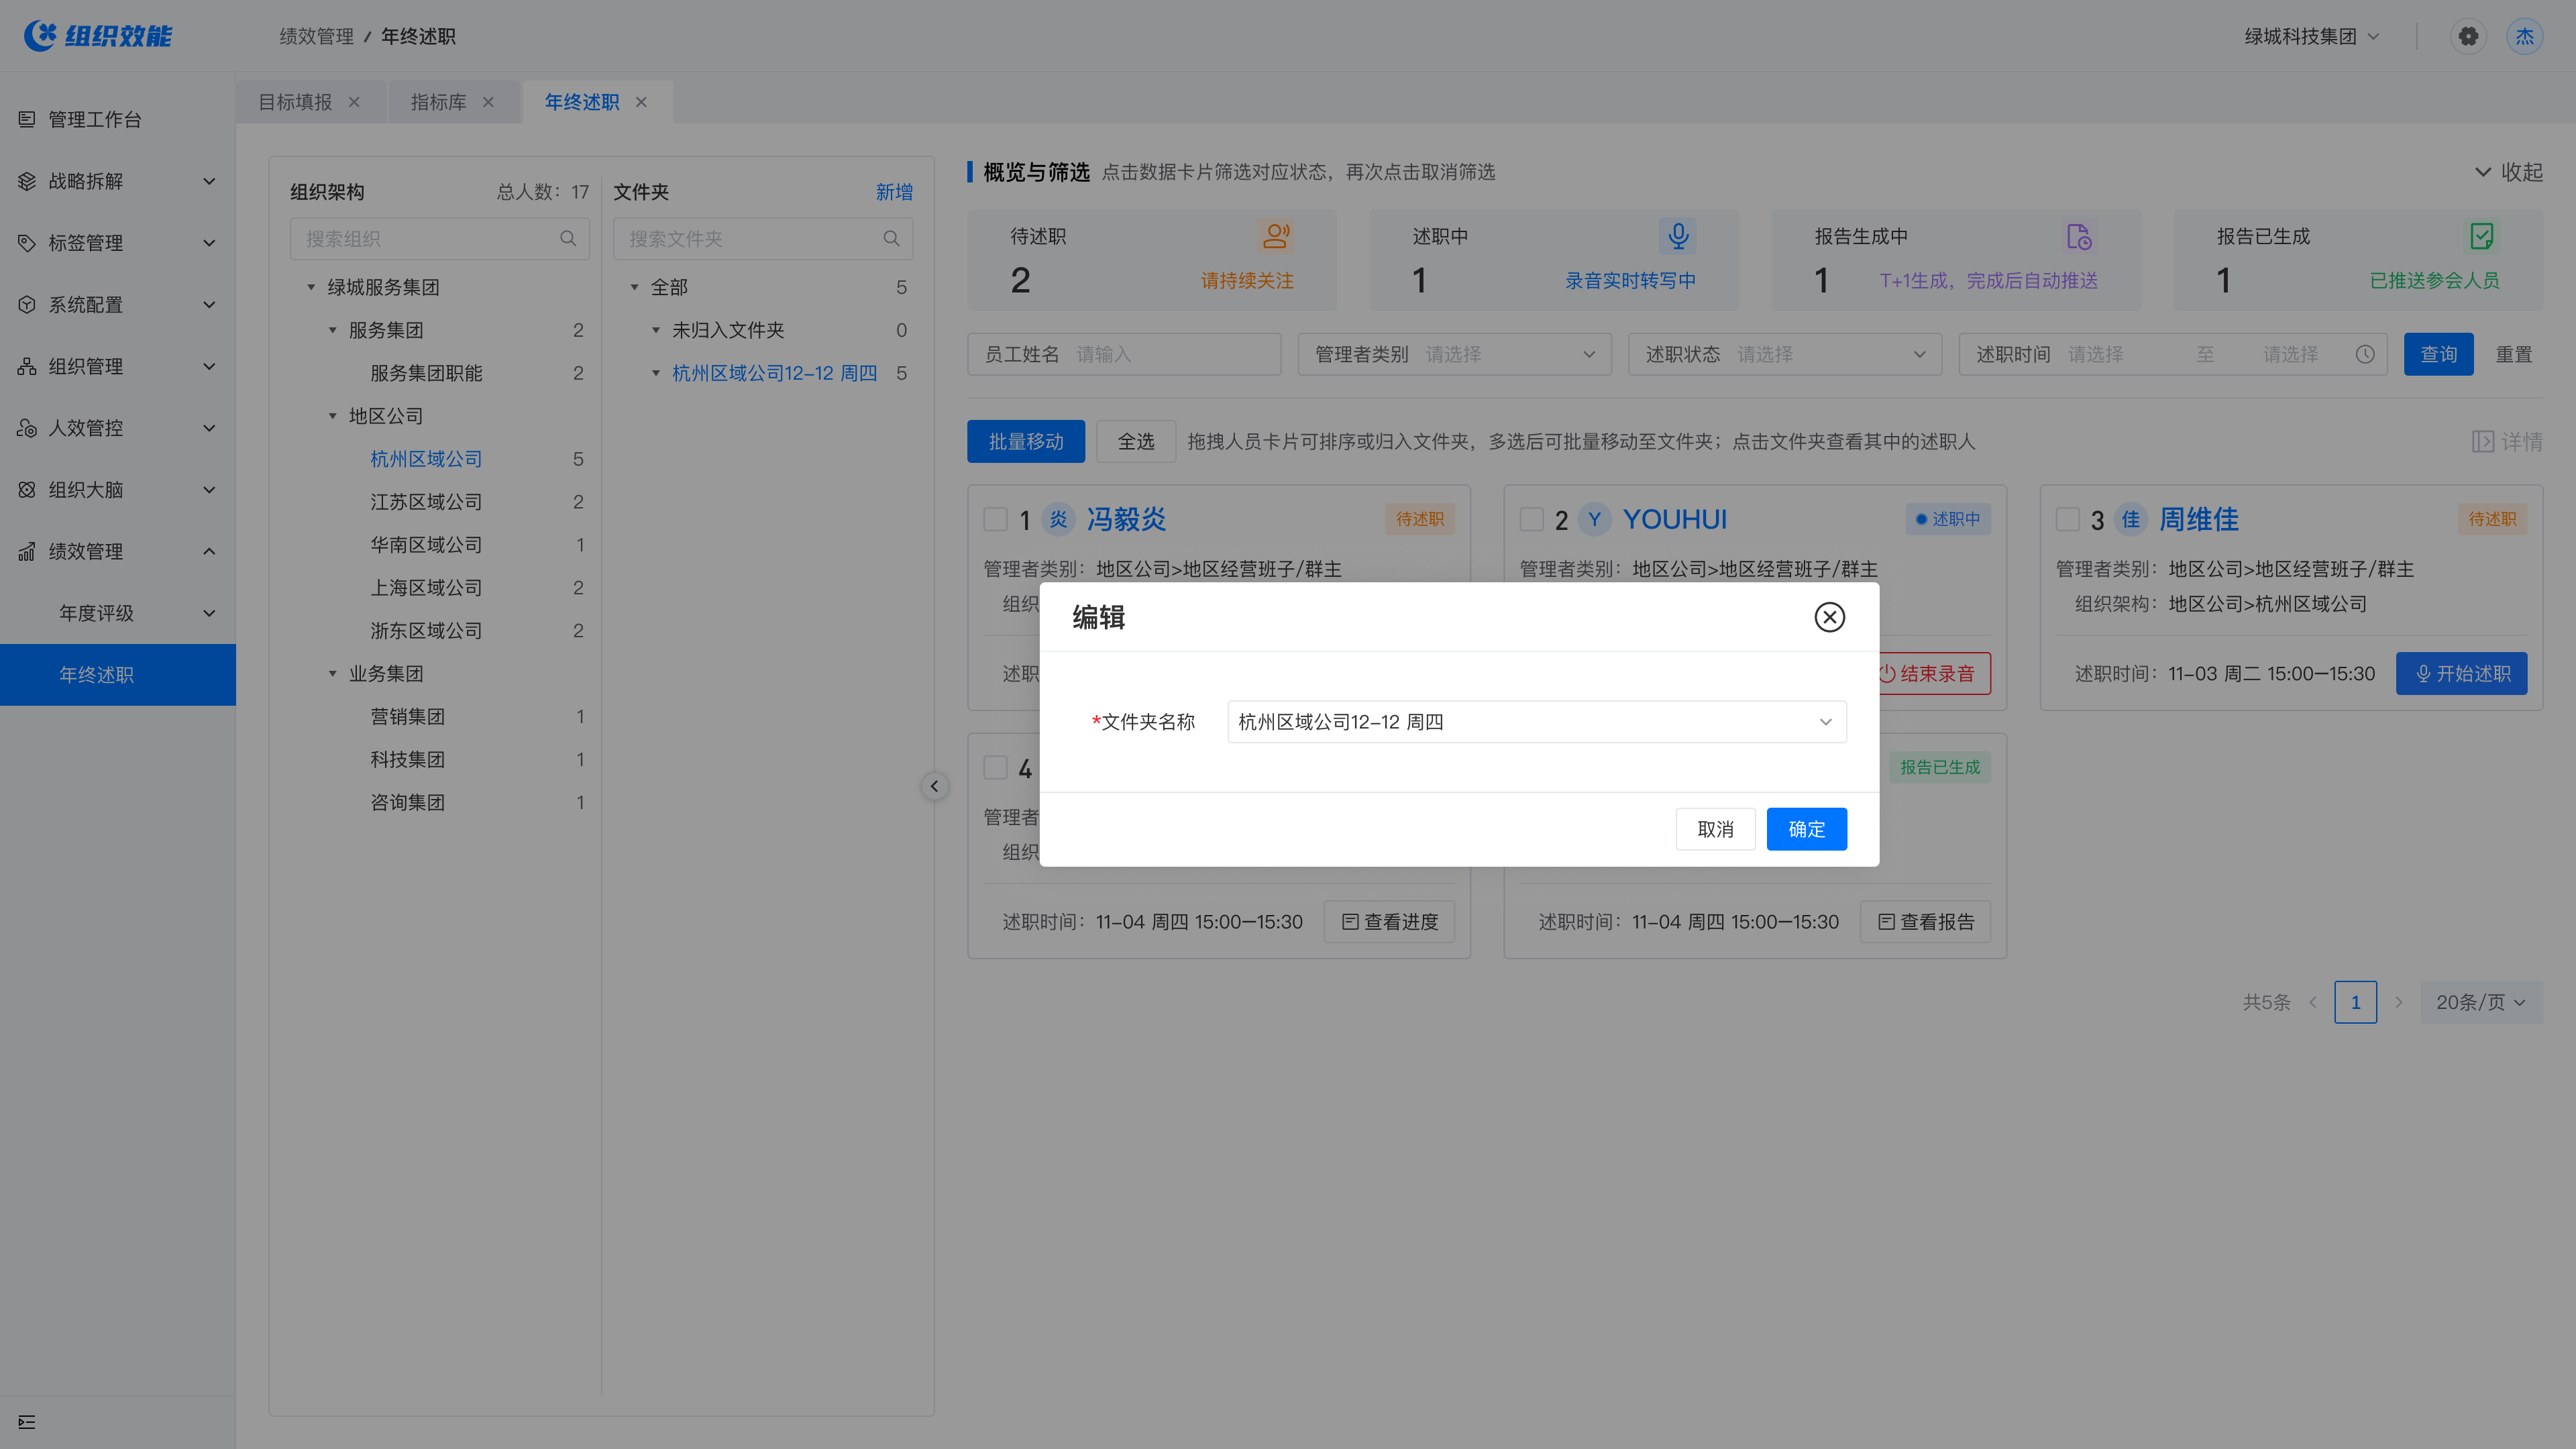 组织效能
绩效管理 / 年终述职
绿城科技集团
杰
管理工作台
战略拆解
标签管理
系统配置
组织管理
人效管控
组织大脑
绩效管理
年度评级
年终述职
目标填报
指标库
年终述职
组织架构 总人数：17
搜索组织
绿城服务集团
服务集团 2
服务集团职能 2
地区公司
杭州区域公司 5
江苏区域公司 2
华南区域公司 1
上海区域公司 2
浙东区域公司 2
业务集团
营销集团 1
科技集团 1
咨询集团 1
文件夹 新增
搜索文件夹
全部 5
未归入文件夹 0
杭州区域公司12-12 周四 5
概览与筛选 点击数据卡片筛选对应状态，再次点击取消筛选 收起
待述职
2 请持续关注
述职中
1 录音实时转写中
报告生成中
1 T+1生成，完成后自动推送
报告已生成
1 已推送参会人员
员工姓名 请输入
管理者类别 请选择
述职状态 请选择
述职时间 请选择 至 请选择
查询 重置
批量移动 全选 拖拽人员卡片可排序或归入文件夹，多选后可批量移动至文件夹；点击文件夹查看其中的述职人 详情
1 炎 冯毅炎 待述职
管理者类别：地区公司>地区经营班子/群主
组织
述职
2 Y YOUHUI 述职中
管理者类别：地区公司>地区经营班子/群主
结束录音
3 佳 周维佳 待述职
管理者类别：地区公司>地区经营班子/群主
组织架构：地区公司>杭州区域公司
述职时间：11-03 周二 15:00—15:30 开始述职
4
管理者
组织
述职时间：11-04 周四 15:00—15:30 查看进度
报告已生成
述职时间：11-04 周四 15:00—15:30 查看报告
编辑
*文件夹名称 杭州区域公司12-12 周四
取消 确定
共5条 1 20条/页